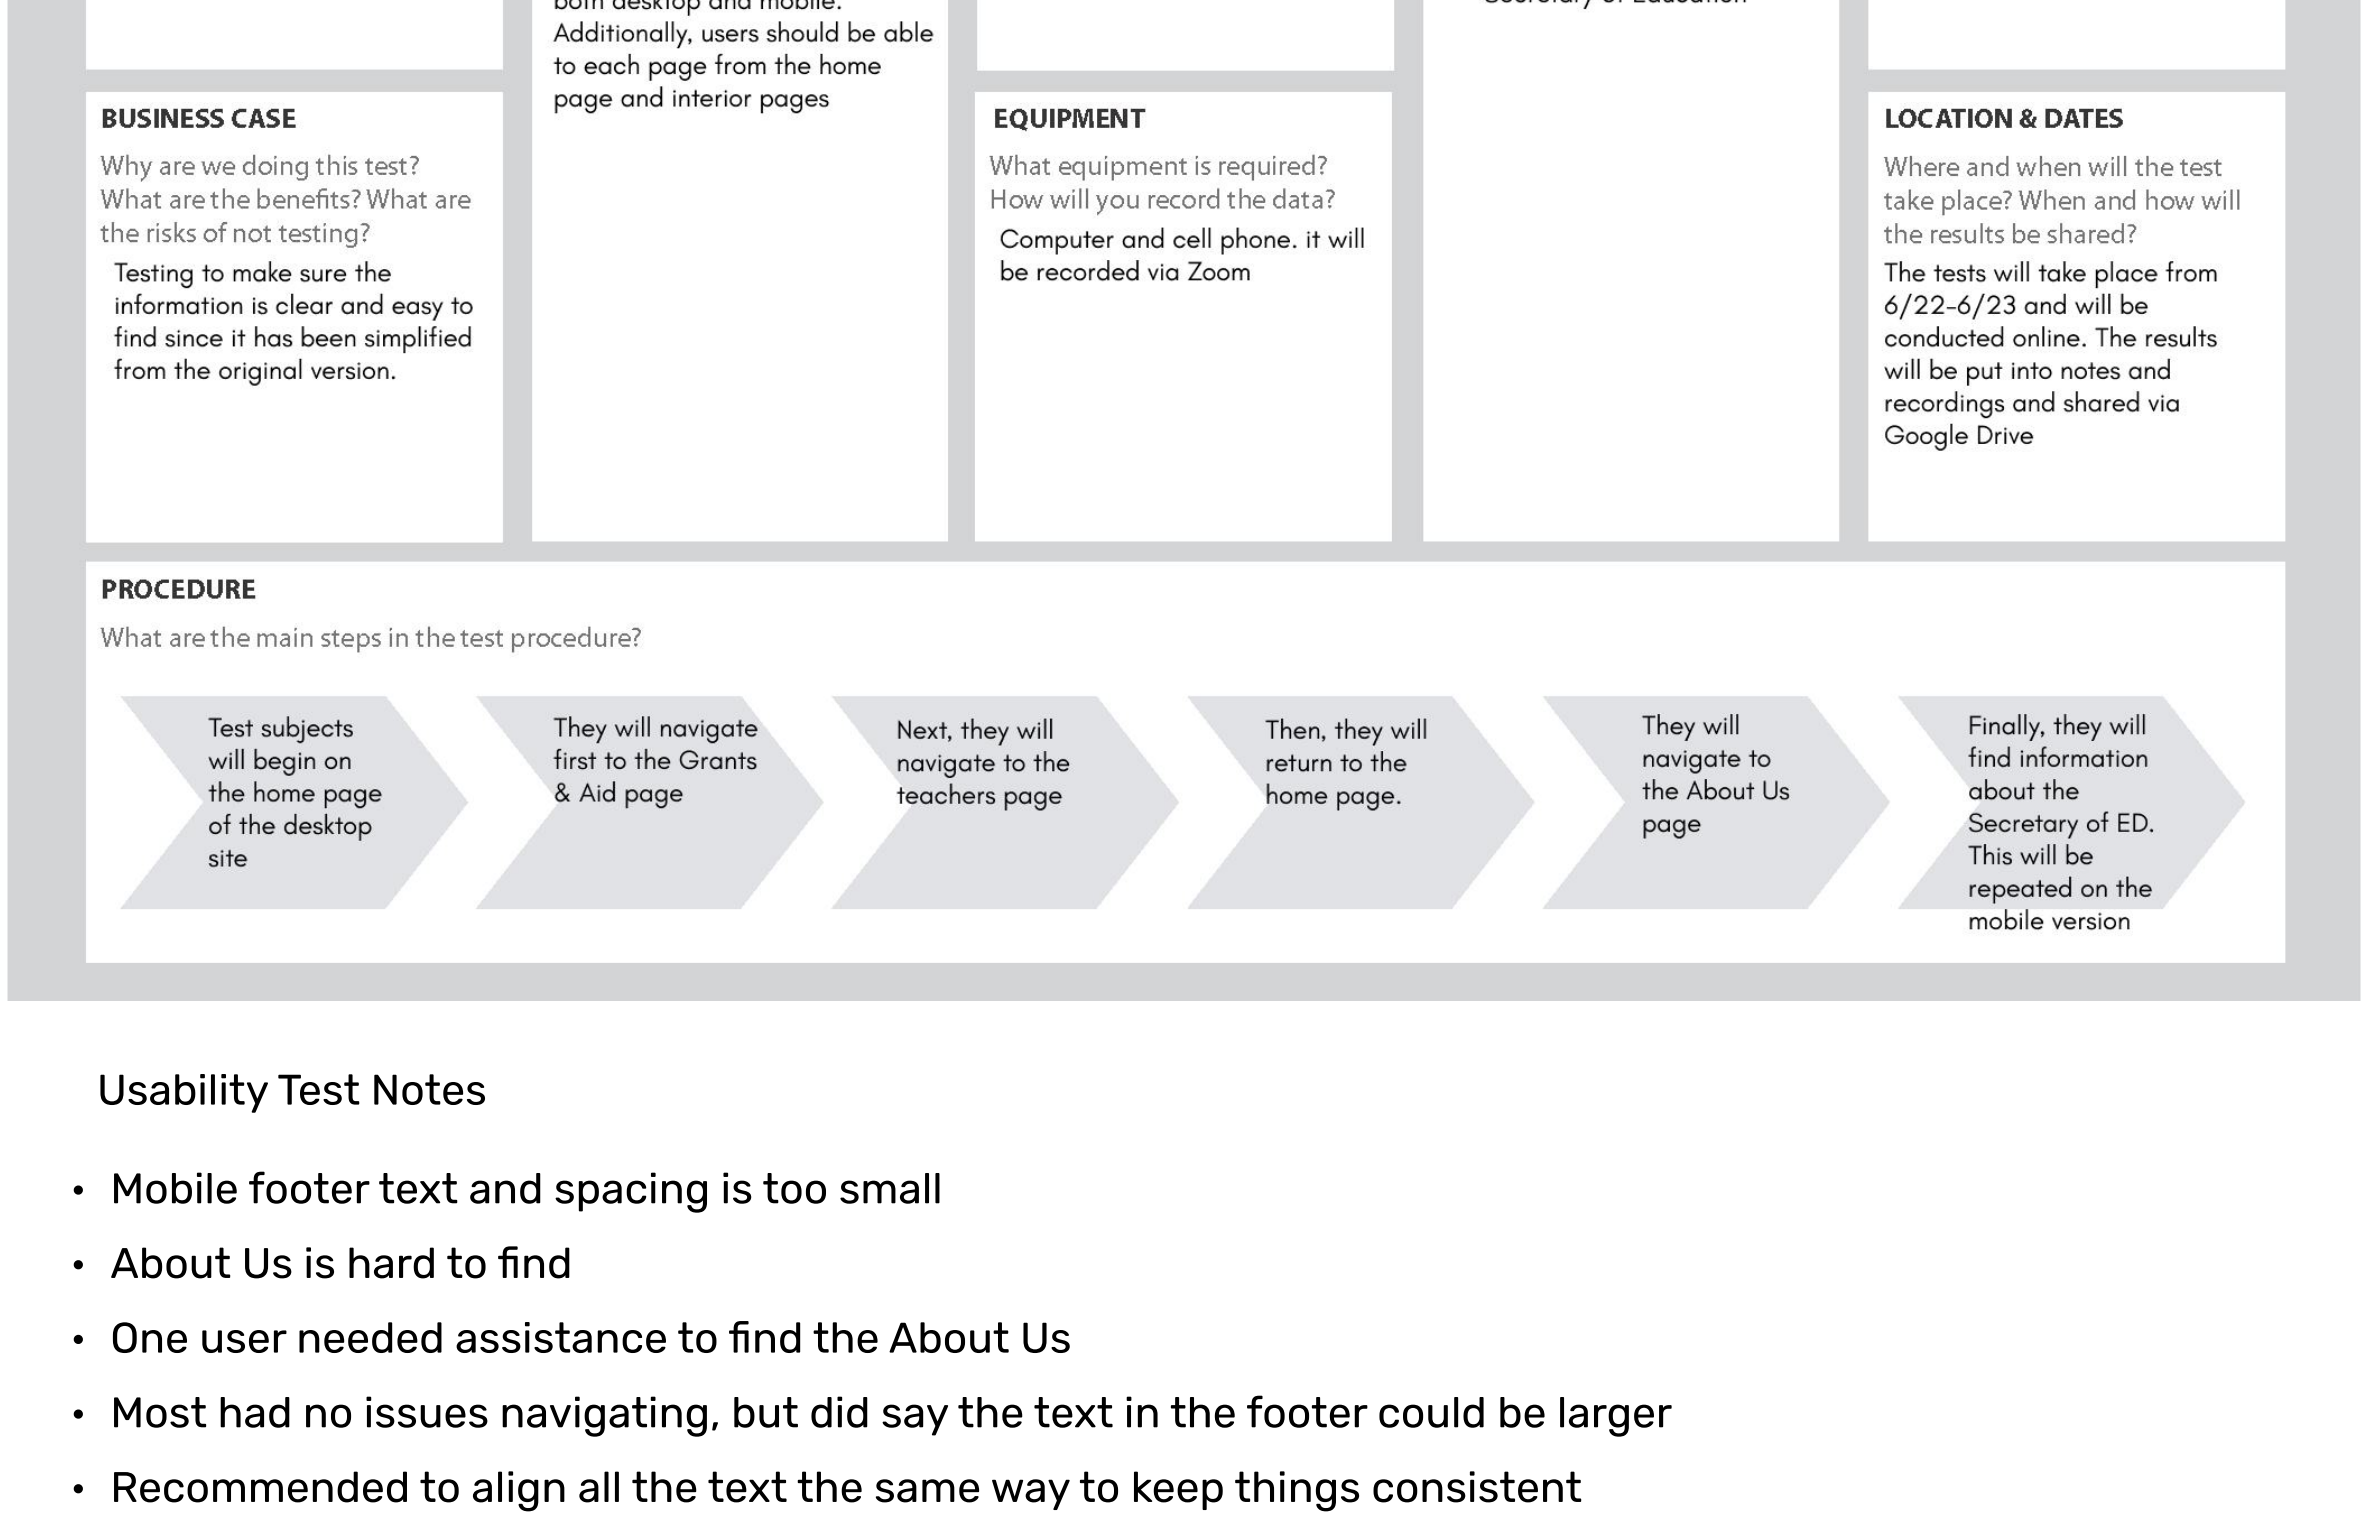 both desktop and mobile.
Additionally, users should be able
to each page from the home
page and interior pages
Secretary of Education
BUSINESS CASE
Why are we doing this test?
What are the benefits? What are
the risks of not testing?
Testing to make sure the
information is clear and easy to
find since it has been simplified
from the original version.
EQUIPMENT
What equipment is required?
How will you record the data?
Computer and cell phone. it will
be recorded via Zoom
LOCATION & DATES
Where and when will the test
take place? When and how will
the results be shared?
The tests will take place from
6/22-6/23 and will be
conducted online. The results
will be put into notes and
recordings and shared via
Google Drive
PROCEDURE
What are the main steps in the test procedure?
Test subjects
will begin on
the home page
of the desktop
site
They will navigate
first to the Grants
& Aid page
Next, they will
navigate to the
teachers page
Then, they will
return to the
home page.
They will
navigate to
the About Us
page
Finally, they will
find information
about the
Secretary of ED.
This will be
repeated on the
mobile version
Usability Test Notes
• Mobile footer text and spacing is too small
• About Us is hard to find
• One user needed assistance to find the About Us
• Most had no issues navigating, but did say the text in the footer could be larger
• Recommended to align all the text the same way to keep things consistent